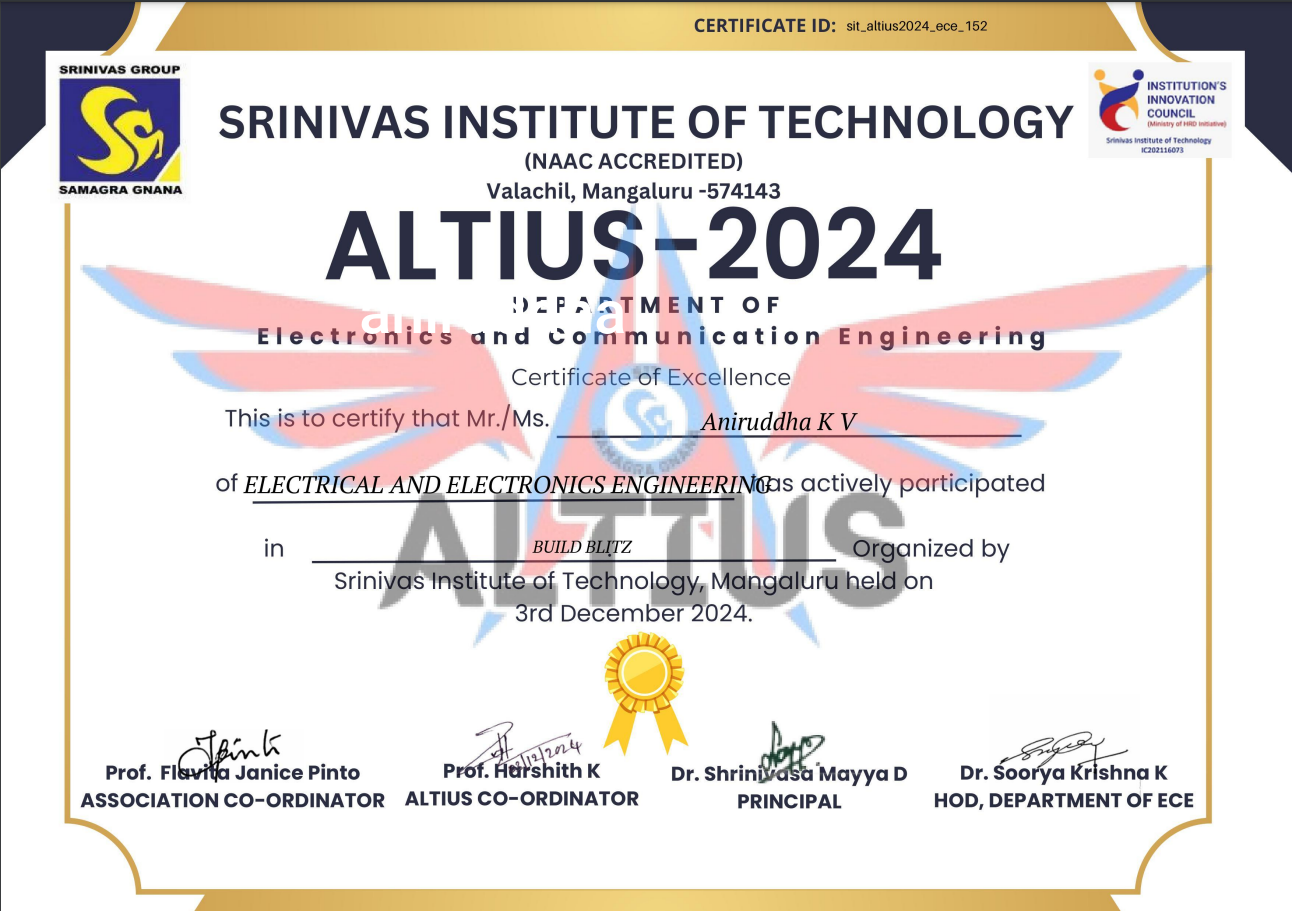 CERTIFICATE ID: sit_altius2024_ece_152
SRINIVAS GROUP
SAMAGRA GNANA
INSTITUTION'S
INNOVATION
COUNCIL
(Ministry of HRD Initiative)
Srinivas Institute of Technology
IC202116073
SRINIVAS INSTITUTE OF TECHNOLOGY
(NAAC ACCREDITED)
Valachil, Mangaluru -574143
ALTIUS-2024
DEPARTMENT OF
Electronics and Communication Engineering
Certificate of Excellence
This is to certify that Mr./Ms. Aniruddha K V
of ELECTRICAL AND ELECTRONICS ENGINEERING has actively participated
in BUILD BLITZ Organized by
Srinivas Institute of Technology, Mangaluru held on
3rd December 2024.
SAMAGRA GNANA
ALTIUS
Prof. Flavita Janice Pinto
ASSOCIATION CO-ORDINATOR
Prof. Harshith K
ALTIUS CO-ORDINATOR
Dr. Shrinivasa Mayya D
PRINCIPAL
Dr. Soorya Krishna K
HOD, DEPARTMENT OF ECE